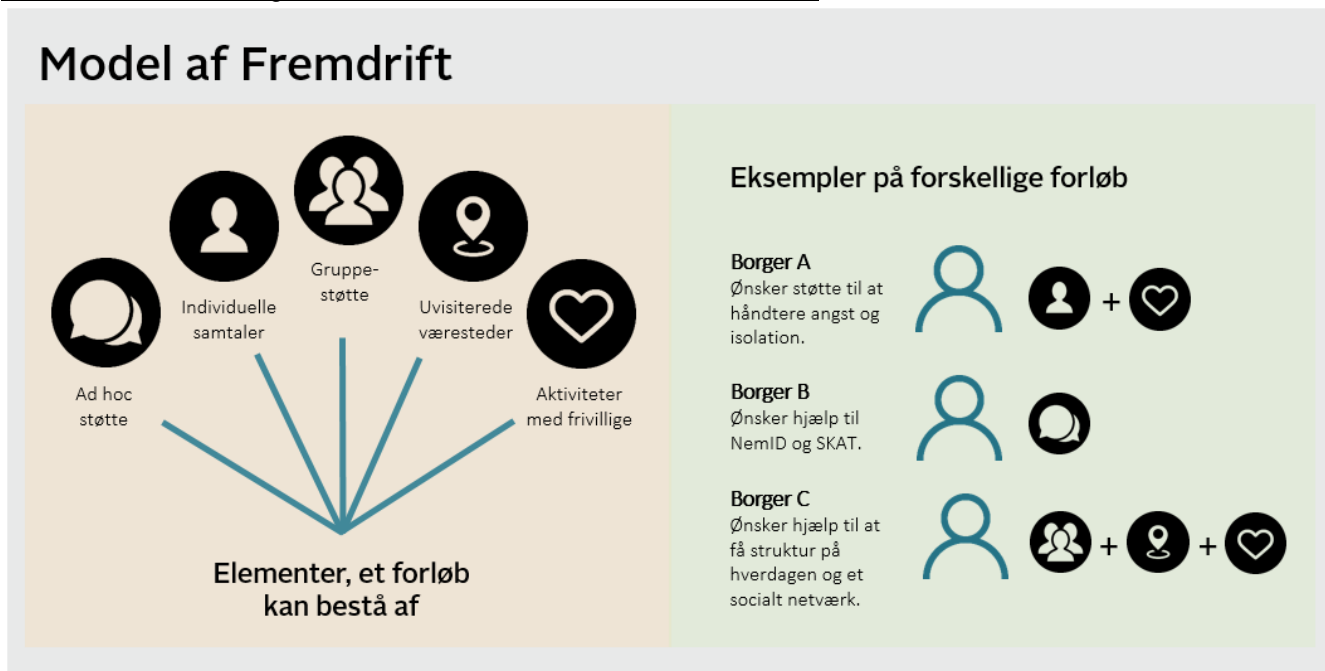 Model af Fremdrift
Ad hoc
støtte
Individuelle
samtaler
Gruppe-
støtte
Uvisiterede
væresteder
Aktiviteter
med frivillige
Elementer, et forløb
kan bestå af
Eksempler på forskellige forløb
Borger A
Ønsker støtte til at
håndtere angst og
isolation.
+
Borger B
Ønsker hjælp til
NemID og SKAT.
Borger C
Ønsker hjælp til at
få struktur på
hverdagen og et
socialt netværk.
+ +